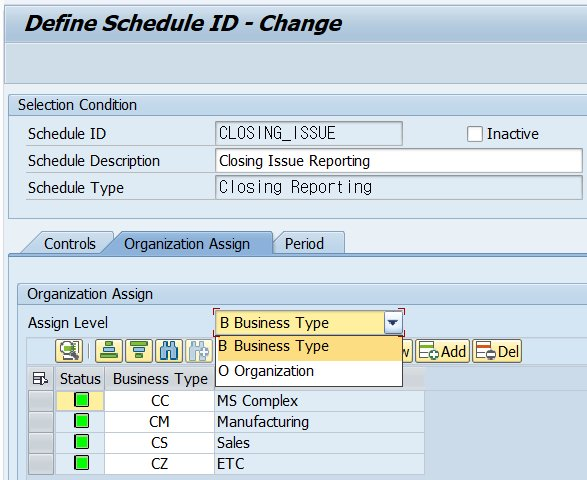 Define Schedule ID - Change
Selection Condition
Schedule ID CLOSING_ISSUE Inactive
Schedule Description Closing Issue Reporting
Schedule Type Closing Reporting
Controls Organization Assign Period
Organization Assign
Assign Level B Business Type
B Business Type
O Organization
Add Del
Status Business Type
CC MS Complex
CM Manufacturing
CS Sales
CZ ETC